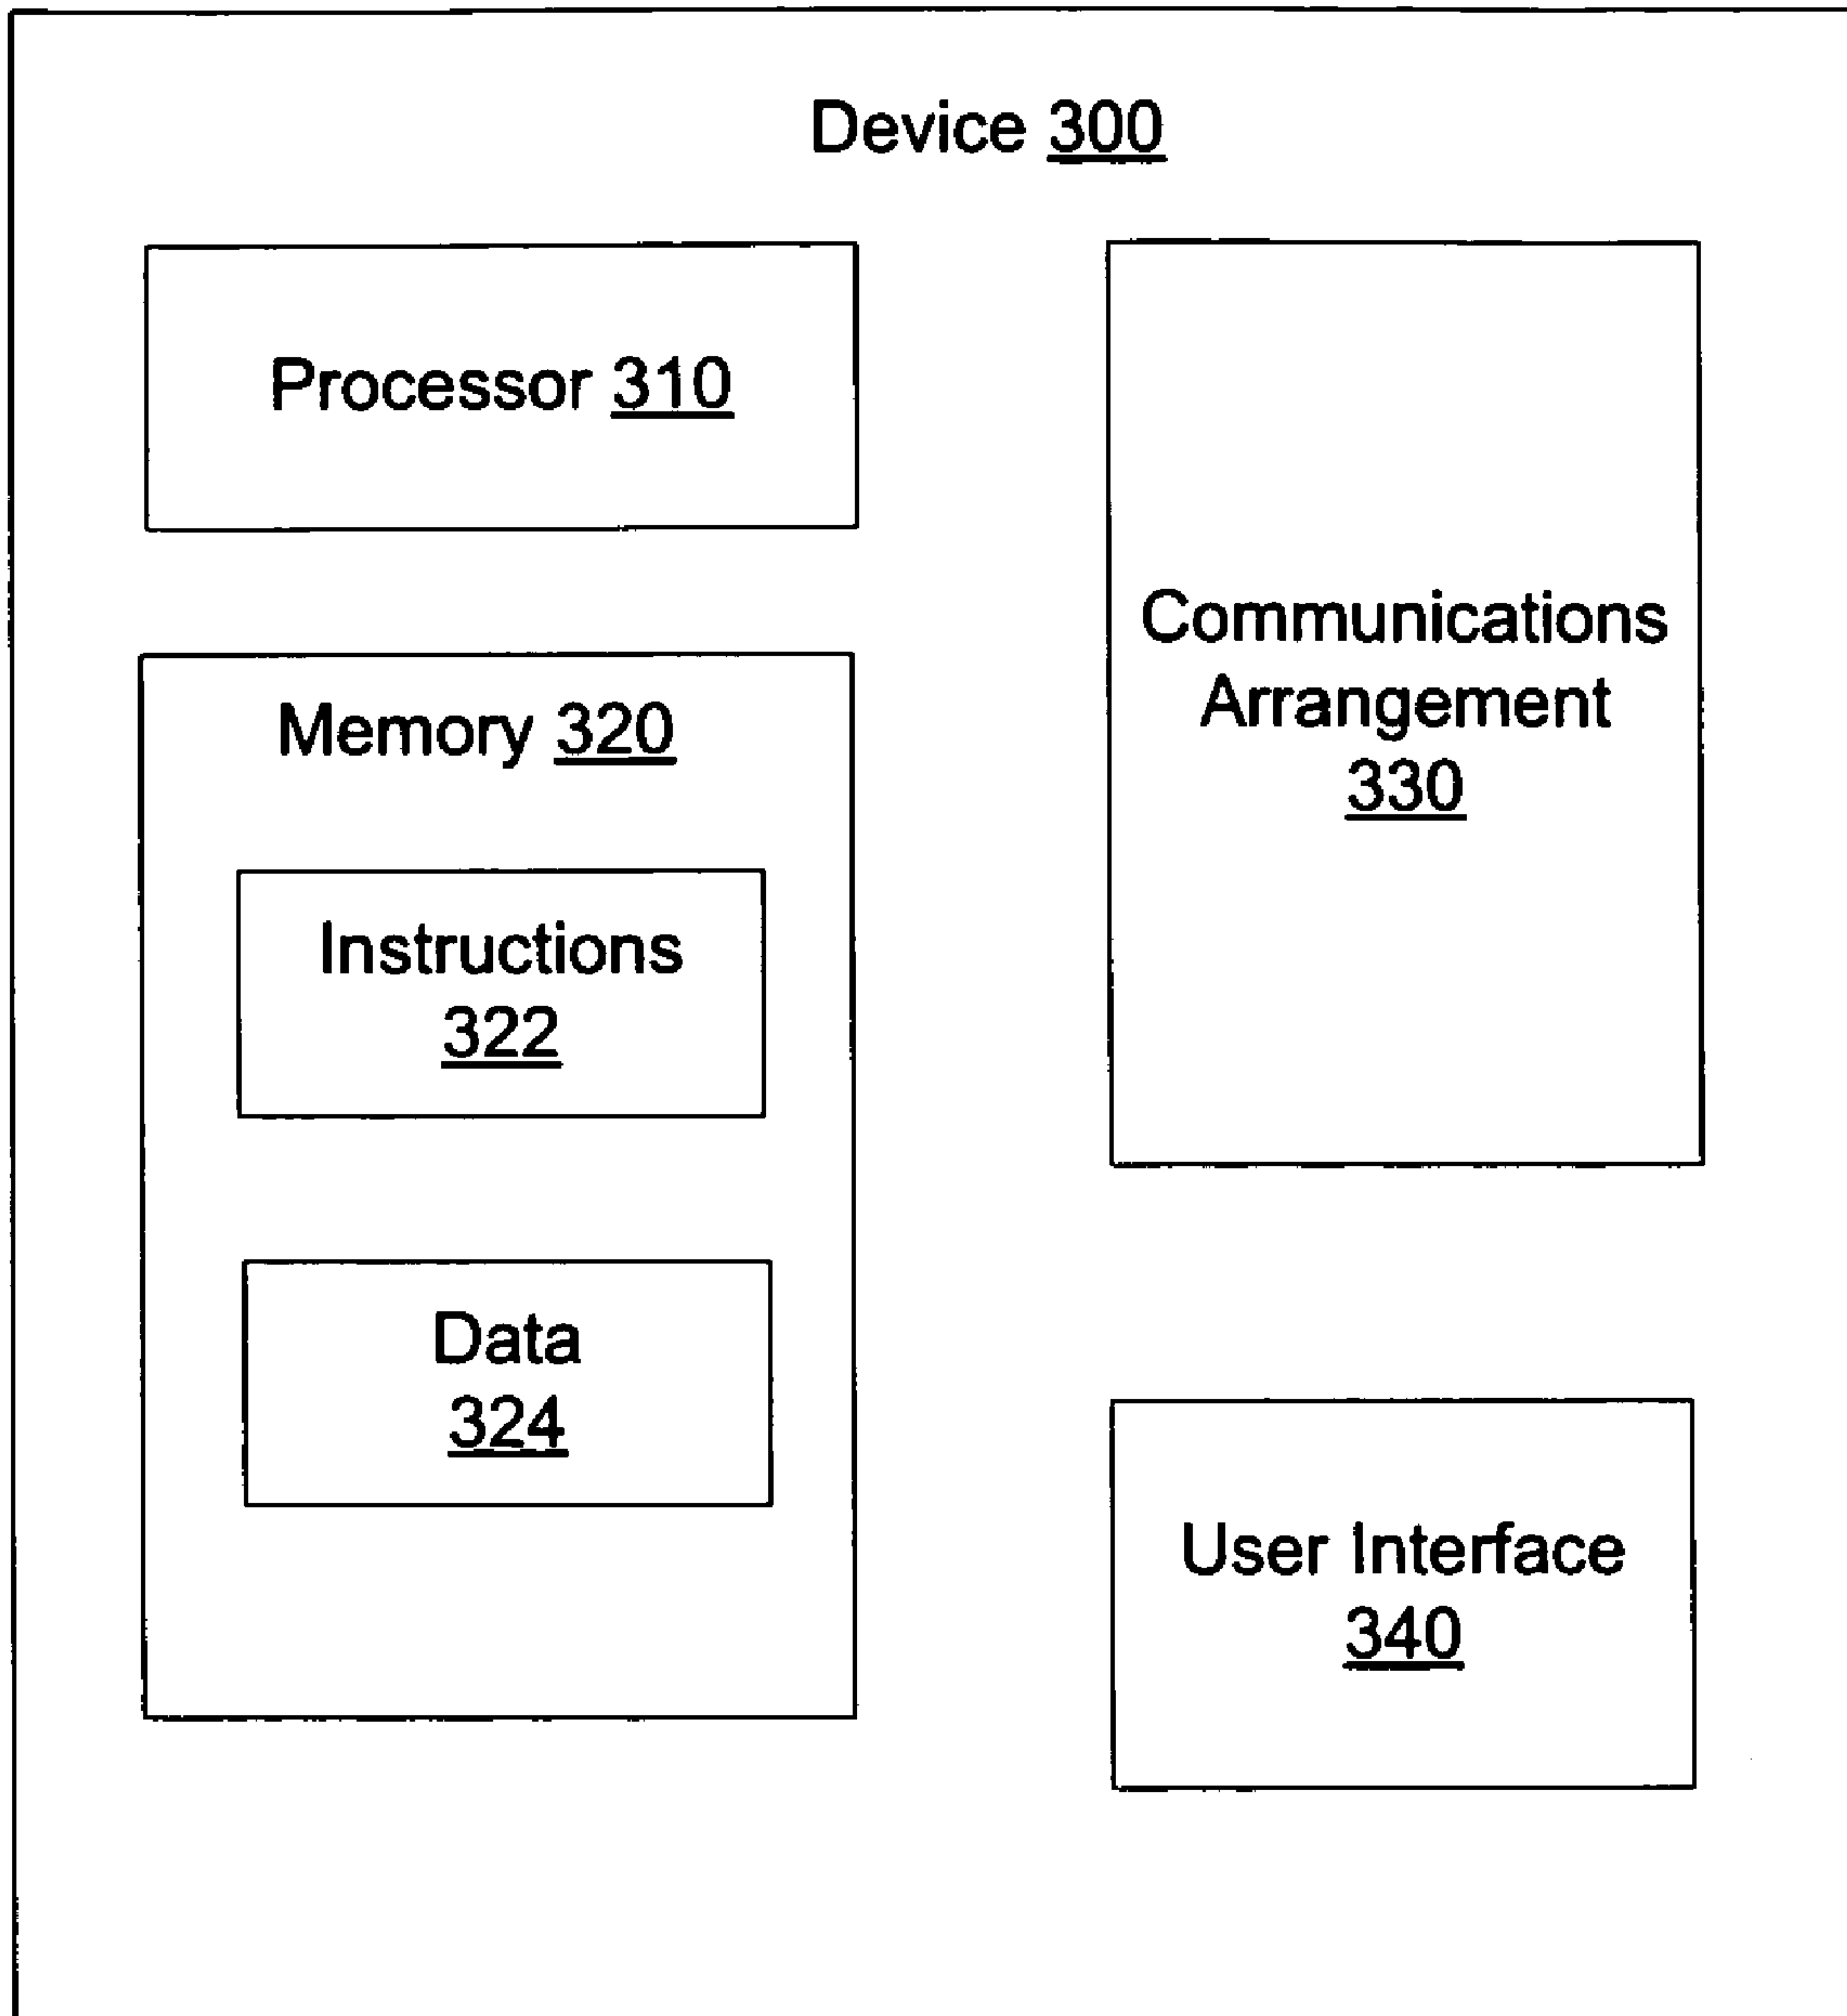 Device 300
Processor 310
Memory 320
Instructions
322
Data
324
Communications
Arrangement
330
User Interface
340